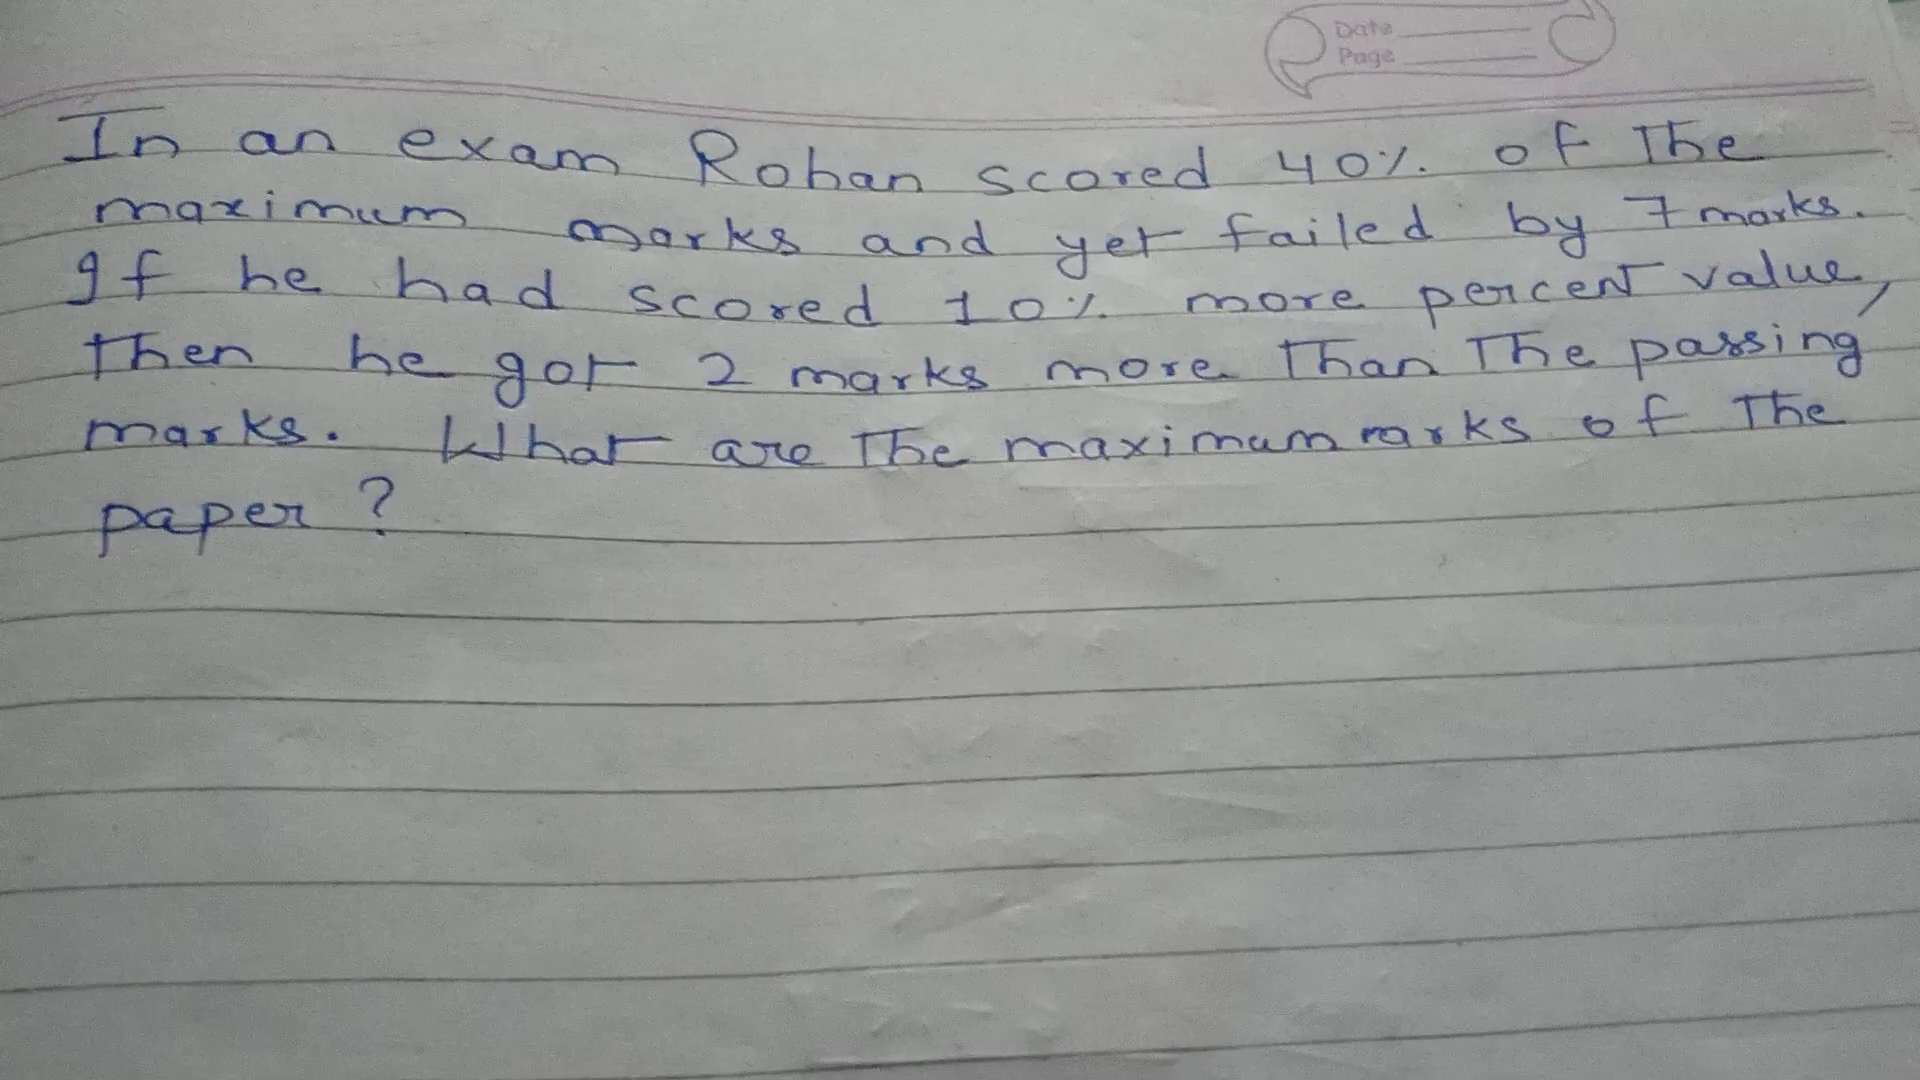 Date
Page
In an exam Rohan scored 40%. of The
maximum marks and yet failed by 7 marks.
If he had scored 10% more percent value,
Then he got 2 marks more Than The passing
marks. What are The maximum marks of The
paper ?